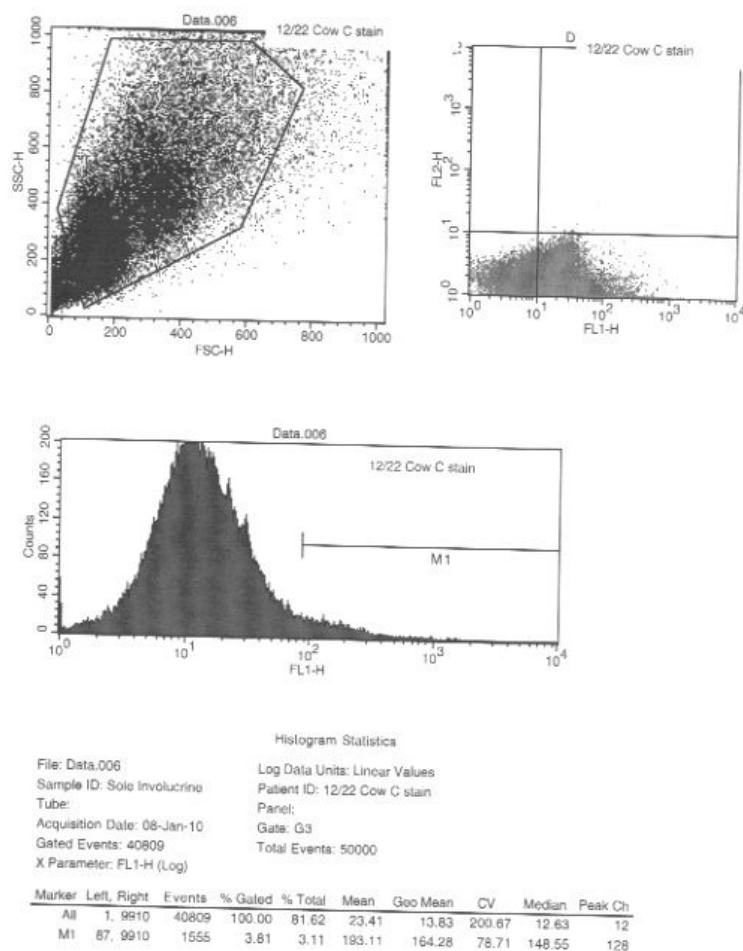 Data.006
12/22 Cow C stain
1000
800
600
400
200
0
SSC-H
0 200 400 600 800 1000
FSC-H
D
12/22 Cow C stain
10^3
10^2
10^1
10^0
FL2-H
10^0 10^1 10^2 10^3 10^4
FL1-H
Data.006
12/22 Cow C stain
200
160
120
80
40
0
Counts
M1
10^0 10^1 10^2 10^3 10^4
FL1-H
Histogram Statistics
File: Data.006
Sample ID: Sole Involucrine
Tube:
Acquisition Date: 08-Jan-10
Gated Events: 40809
X Parameter: FL1-H (Log)
Log Data Units: Linear Values
Patient ID: 12/22 Cow C stain
Panel:
Gate: G3
Total Events: 50000
Marker Left, Right Events % Gated % Total Mean Geo Mean CV Median Peak Ch
All 1, 9910 40809 100.00 81.62 23.41 13.83 200.67 12.63 12
M1 87, 9910 1555 3.81 3.11 193.11 164.28 78.71 148.55 128